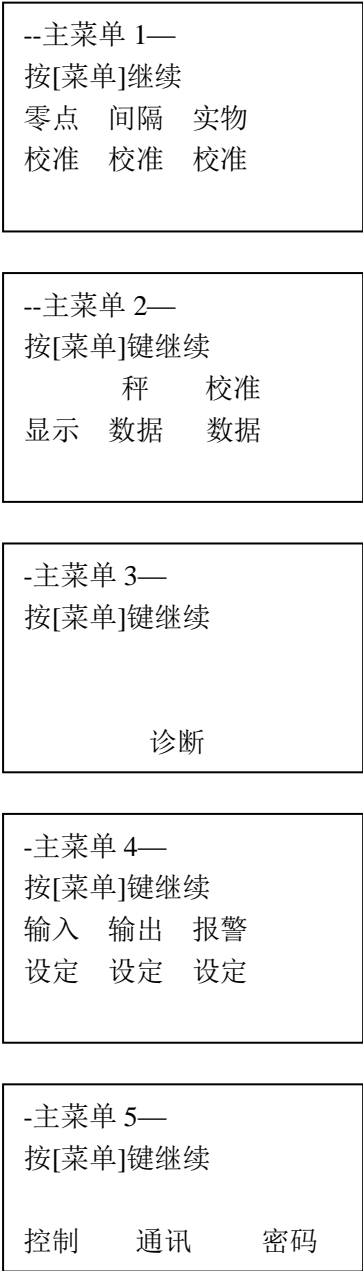 --主菜单 1—
按[菜单]继续
零点 间隔 实物
校准 校准 校准
--主菜单 2—
按[菜单]键继续
秤 校准
显示 数据 数据
-主菜单 3—
按[菜单]键继续
诊断
-主菜单 4—
按[菜单]键继续
输入 输出 报警
设定 设定 设定
-主菜单 5—
按[菜单]键继续
控制 通讯 密码